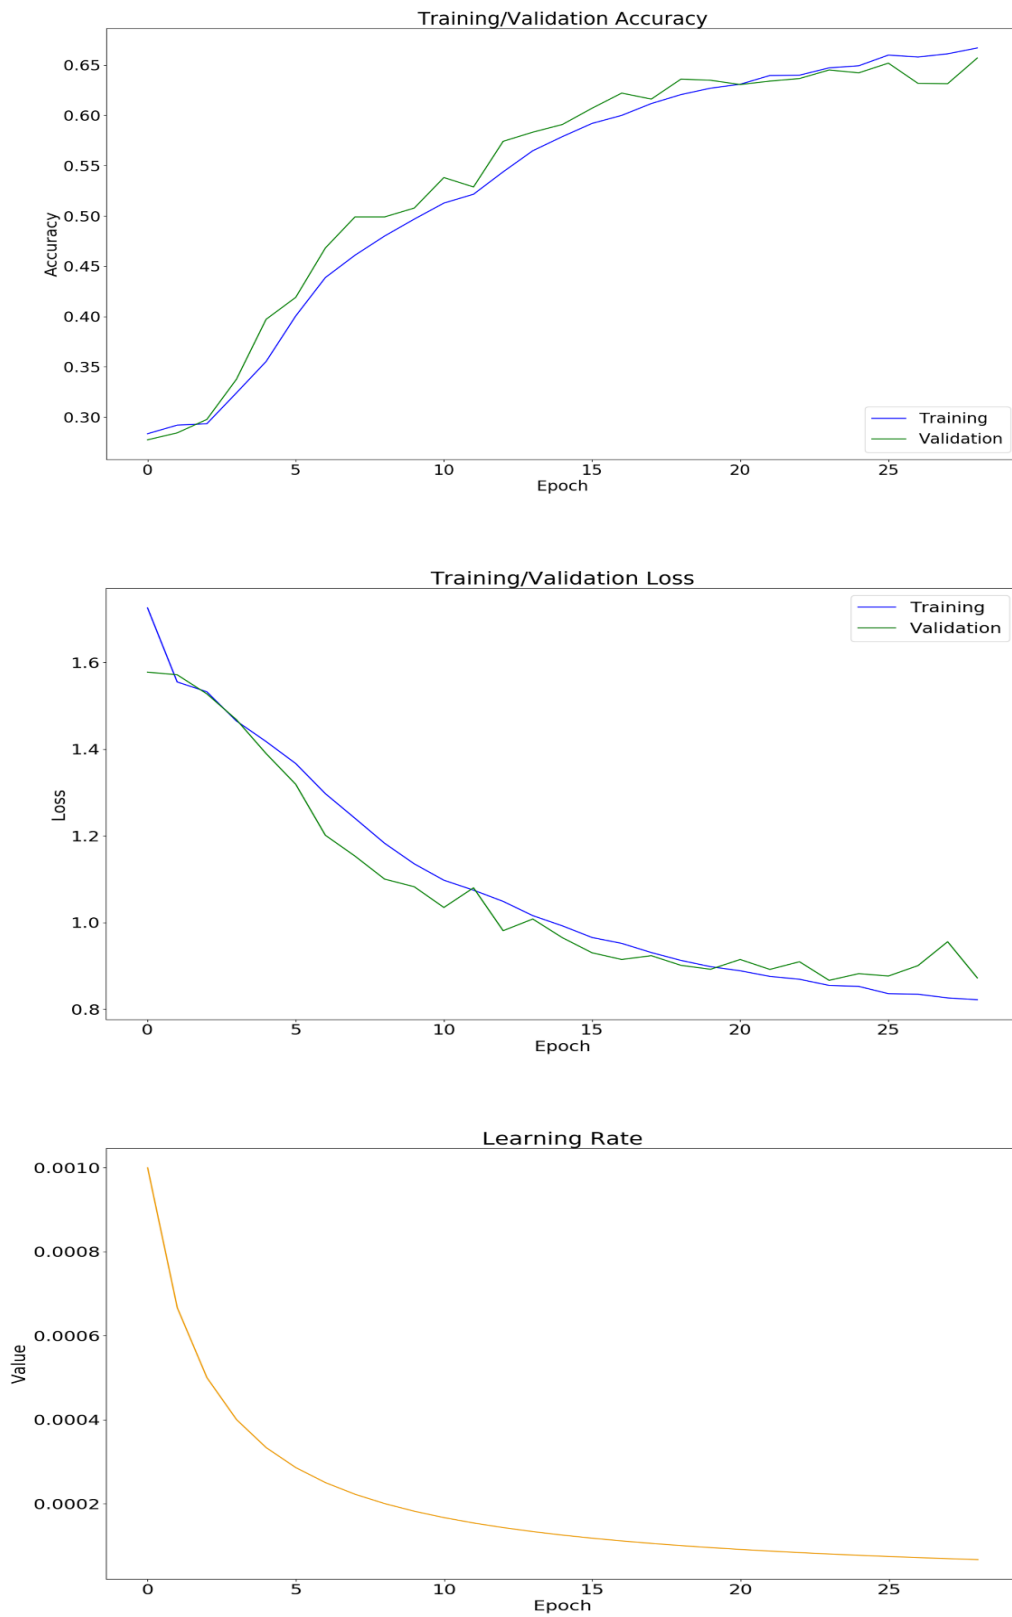 Training/Validation Accuracy
Accuracy
0.65
0.60
0.55
0.50
0.45
0.40
0.35
0.30
Training
Validation
0 5 10 15 20 25
Epoch
Training/Validation Loss
Loss
1.6
1.4
1.2
1.0
0.8
Training
Validation
0 5 10 15 20 25
Epoch
Learning Rate
Value
0.0010
0.0008
0.0006
0.0004
0.0002
0 5 10 15 20 25
Epoch